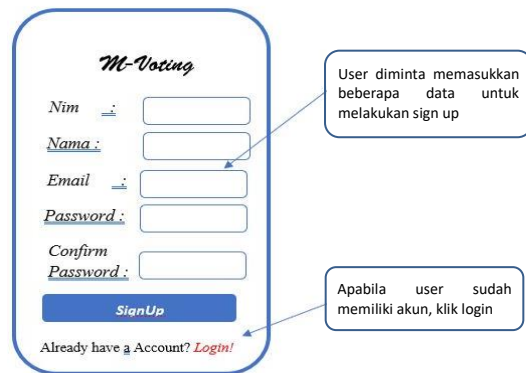 M-Voting
Nim :
Nama :
Email :
Password :
Confirm
Password :
SignUp
Already have a Account? Login!
User diminta memasukkan
beberapa data untuk
melakukan sign up
Apabila user sudah
memiliki akun, klik login